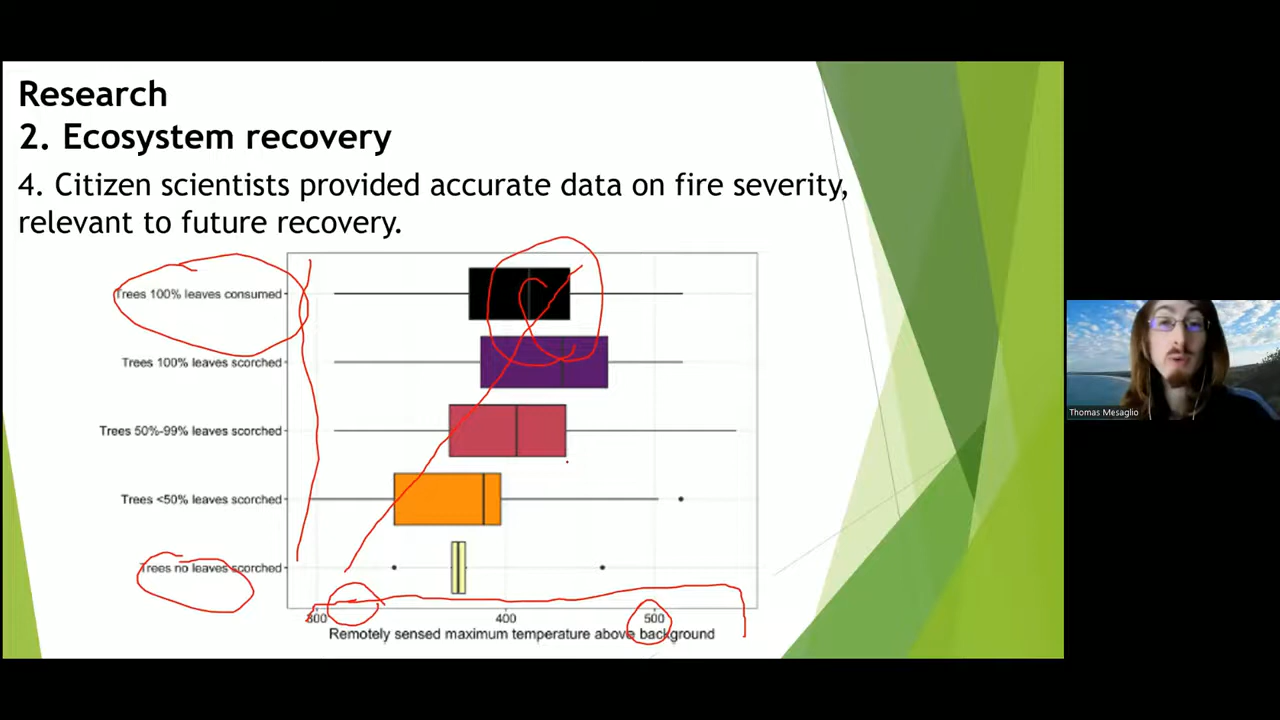 Research
2. Ecosystem recovery
4. Citizen scientists provided accurate data on fire severity,
relevant to future recovery.
Trees 100% leaves consumed
Trees 100% leaves scorched
Trees 50%-99% leaves scorched
Trees <50% leaves scorched
Trees no leaves scorched
300 400 500
Remotely sensed maximum temperature above background
Thomas Mesaglio